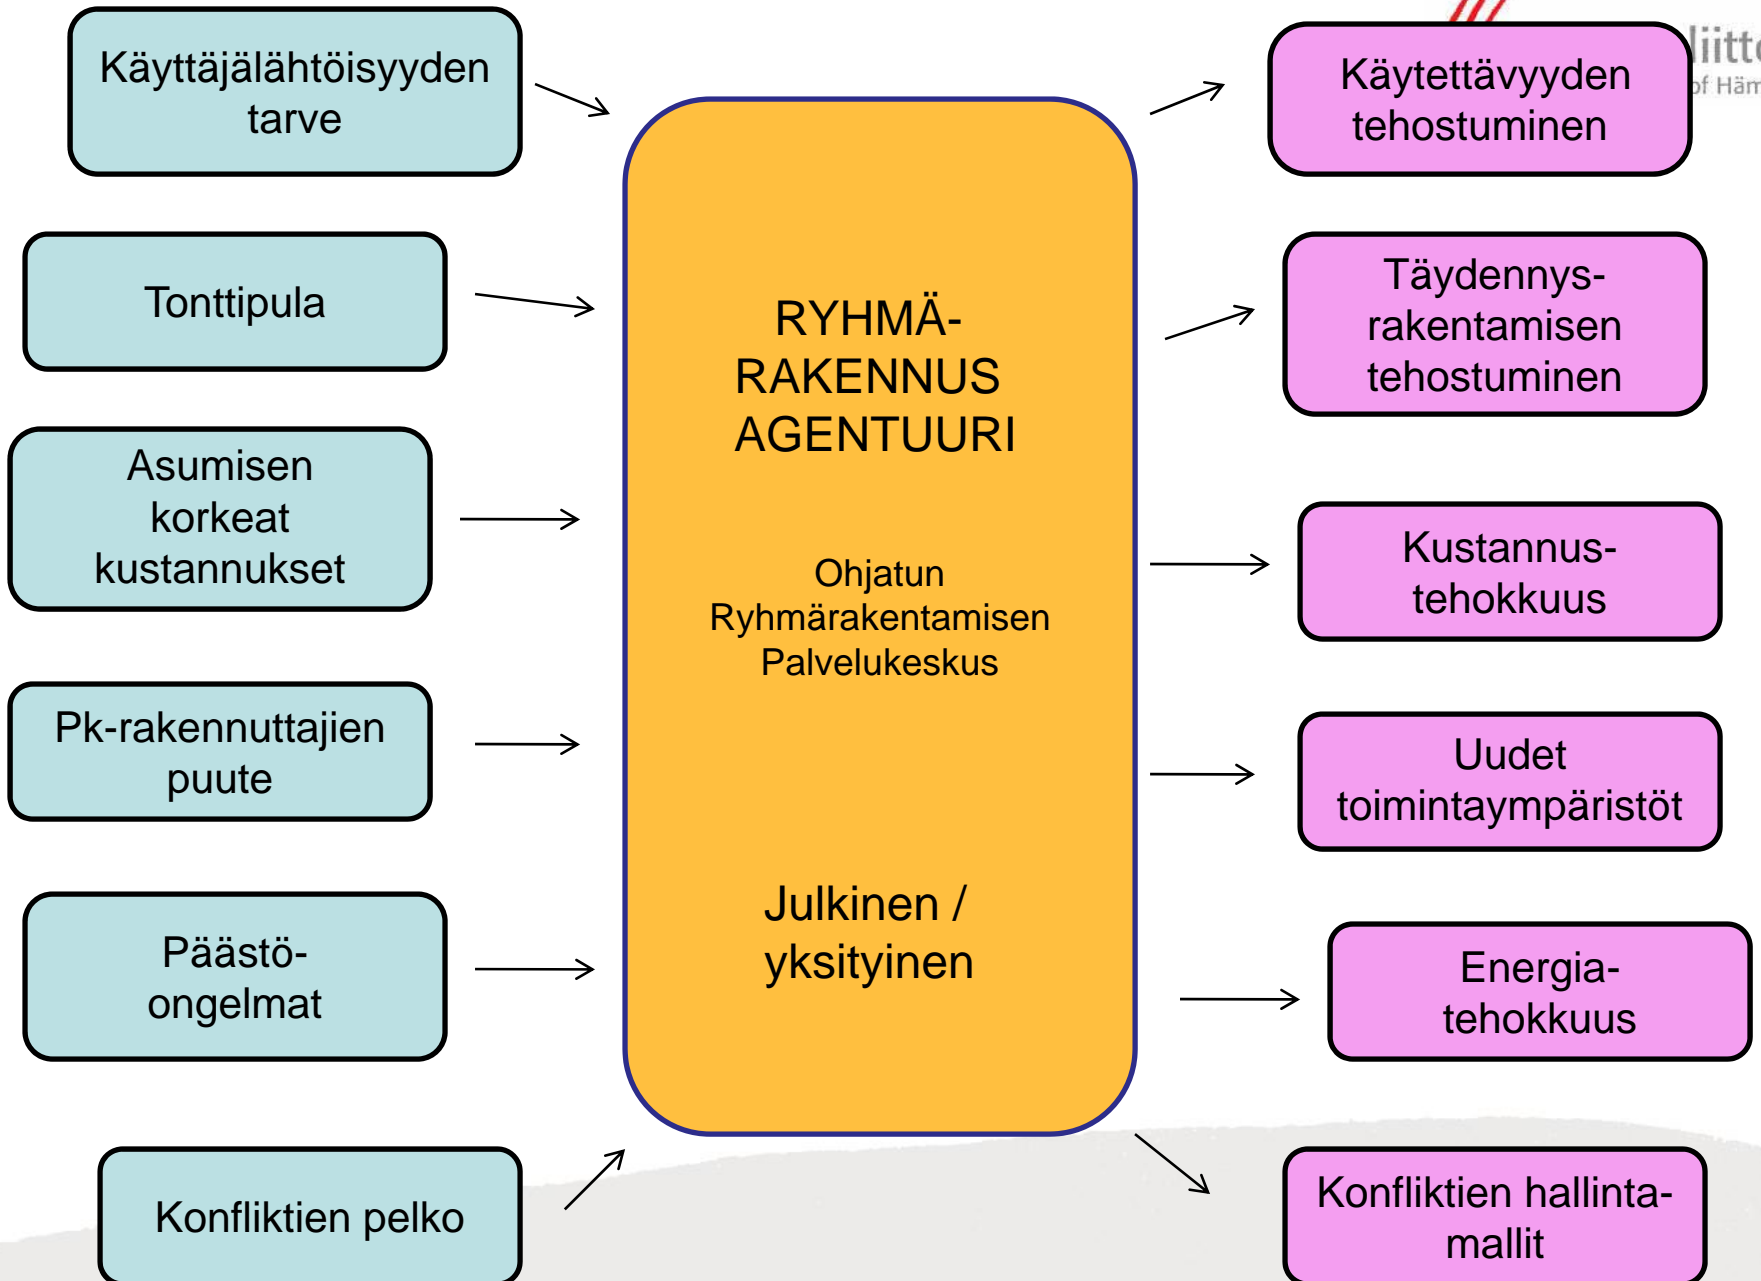 Käyttäjälähtöisyyden
tarve
Tonttipula
Asumisen
korkeat
kustannukset
Pk-rakennuttajien
puute
Päästö-
ongelmat
Konfliktien pelko
RYHMÄ-
RAKENNUS
AGENTUURI
Ohjatun
Ryhmärakentamisen
Palvelukeskus
Julkinen /
yksityinen
Käytettävyyden
tehostuminen
Täydennys-
rakentamisen
tehostuminen
Kustannus-
tehokkuus
Uudet
toimintaympäristöt
Energia-
tehokkuus
Konfliktien hallinta-
mallit